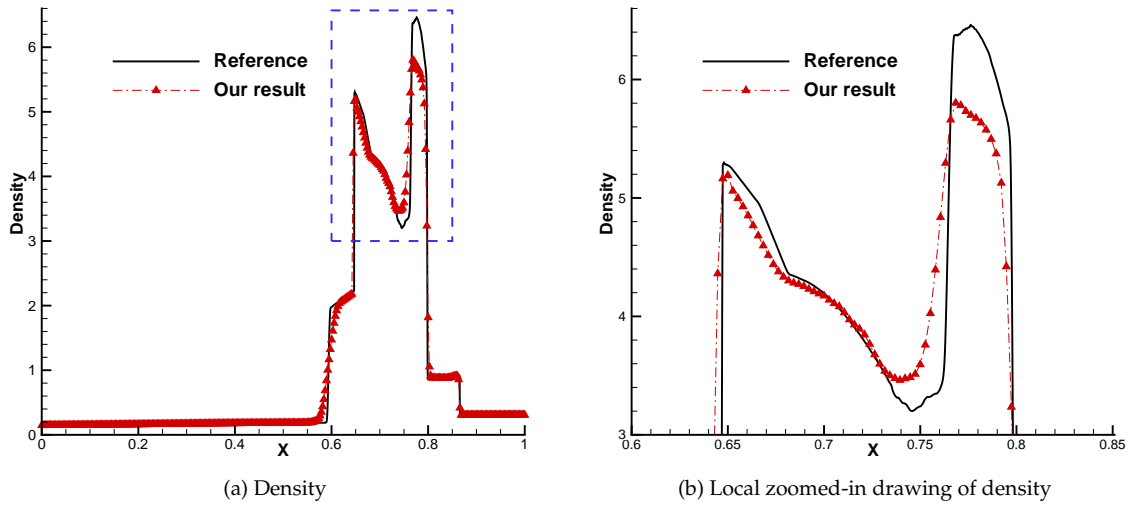 Density
6
5
4
3
2
1
0
Reference
Our result
0
0.2
0.4
0.6
0.8
1
X
(a) Density
Density
6
5
4
3
Reference
Our result
0.6
0.65
0.7
0.75
0.8
0.85
X
(b) Local zoomed-in drawing of density